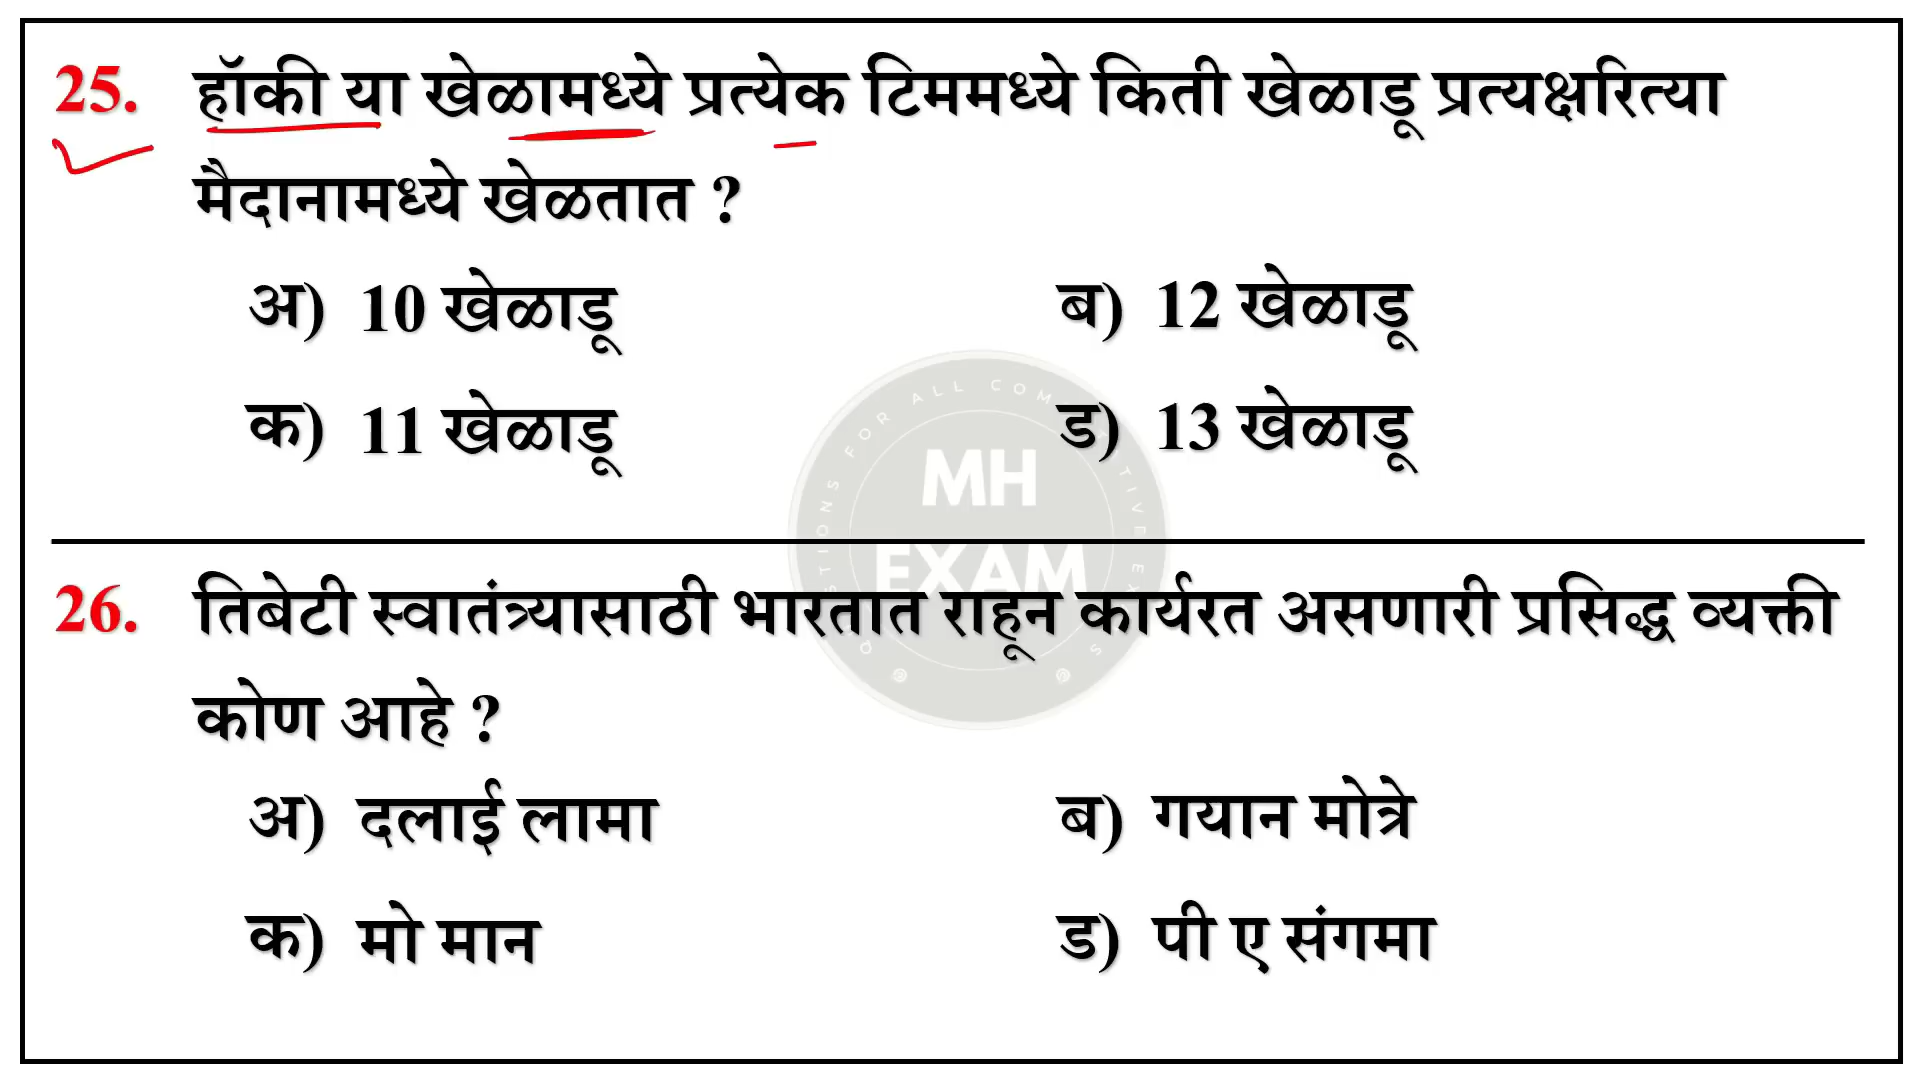 25. हॉकी या खेळामध्ये प्रत्येक टिममध्ये किती खेळाडू प्रत्यक्षरित्या
मैदानामध्ये खेळतात ?
अ) 10 खेळाडू ब) 12 खेळाडू
क) 11 खेळाडू ड) 13 खेळाडू
MH
EXAM
26. तिबेटी स्वातंत्र्यासाठी भारतात राहून कार्यरत असणारी प्रसिद्ध व्यक्ती
कोण आहे ?
अ) दलाई लामा ब) गयान मोत्रे
क) मो मान ड) पी ए संगमा